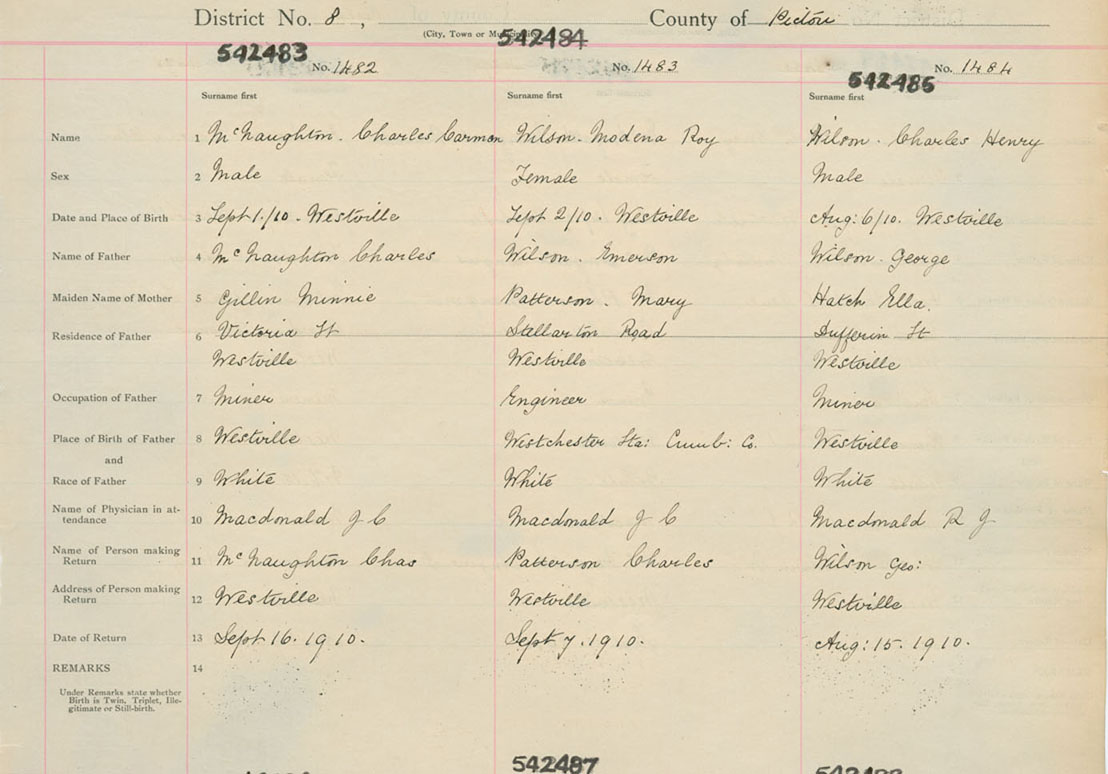 District No. 8, County of Pictou
(City, Town or Municipality)
542483 542484 542485
No. 1482 No. 1483 No. 1484
Surname first Surname first Surname first
Name 1 McNaughton. Charles Carman Wilson. Modena Roy Wilson. Charles Henry
Sex 2 Male Female Male
Date and Place of Birth 3 Sept 1./10. Westville Sept 2/10. Westville Aug: 6/10. Westville
Name of Father 4 McNaughton Charles Wilson. Emerson Wilson. George
Maiden Name of Mother 5 Gillin Minnie Patterson. Mary Hatch Ella.
Residence of Father 6 Victoria St Stellarton Road Dufferin St
Westville Westville Westville
Occupation of Father 7 Miner Engineer Miner
Place of Birth of Father 8 Westville Westchester Sta: Cumb: Co. Westville
and
Race of Father 9 White White White
Name of Physician in at-
tendance 10 Macdonald J C Macdonald J C Macdonald R J
Name of Person making
Return 11 McNaughton Chas Patterson Charles Wilson Geo:
Address of Person making
Return 12 Westville Westville Westville
Date of Return 13 Sept 16. 1910. Sept 7. 1910. Aug: 15. 1910.
REMARKS 14
Under Remarks state whether
Birth is Twin, Triplet, Ille-
gitimate or Still-birth.
542487